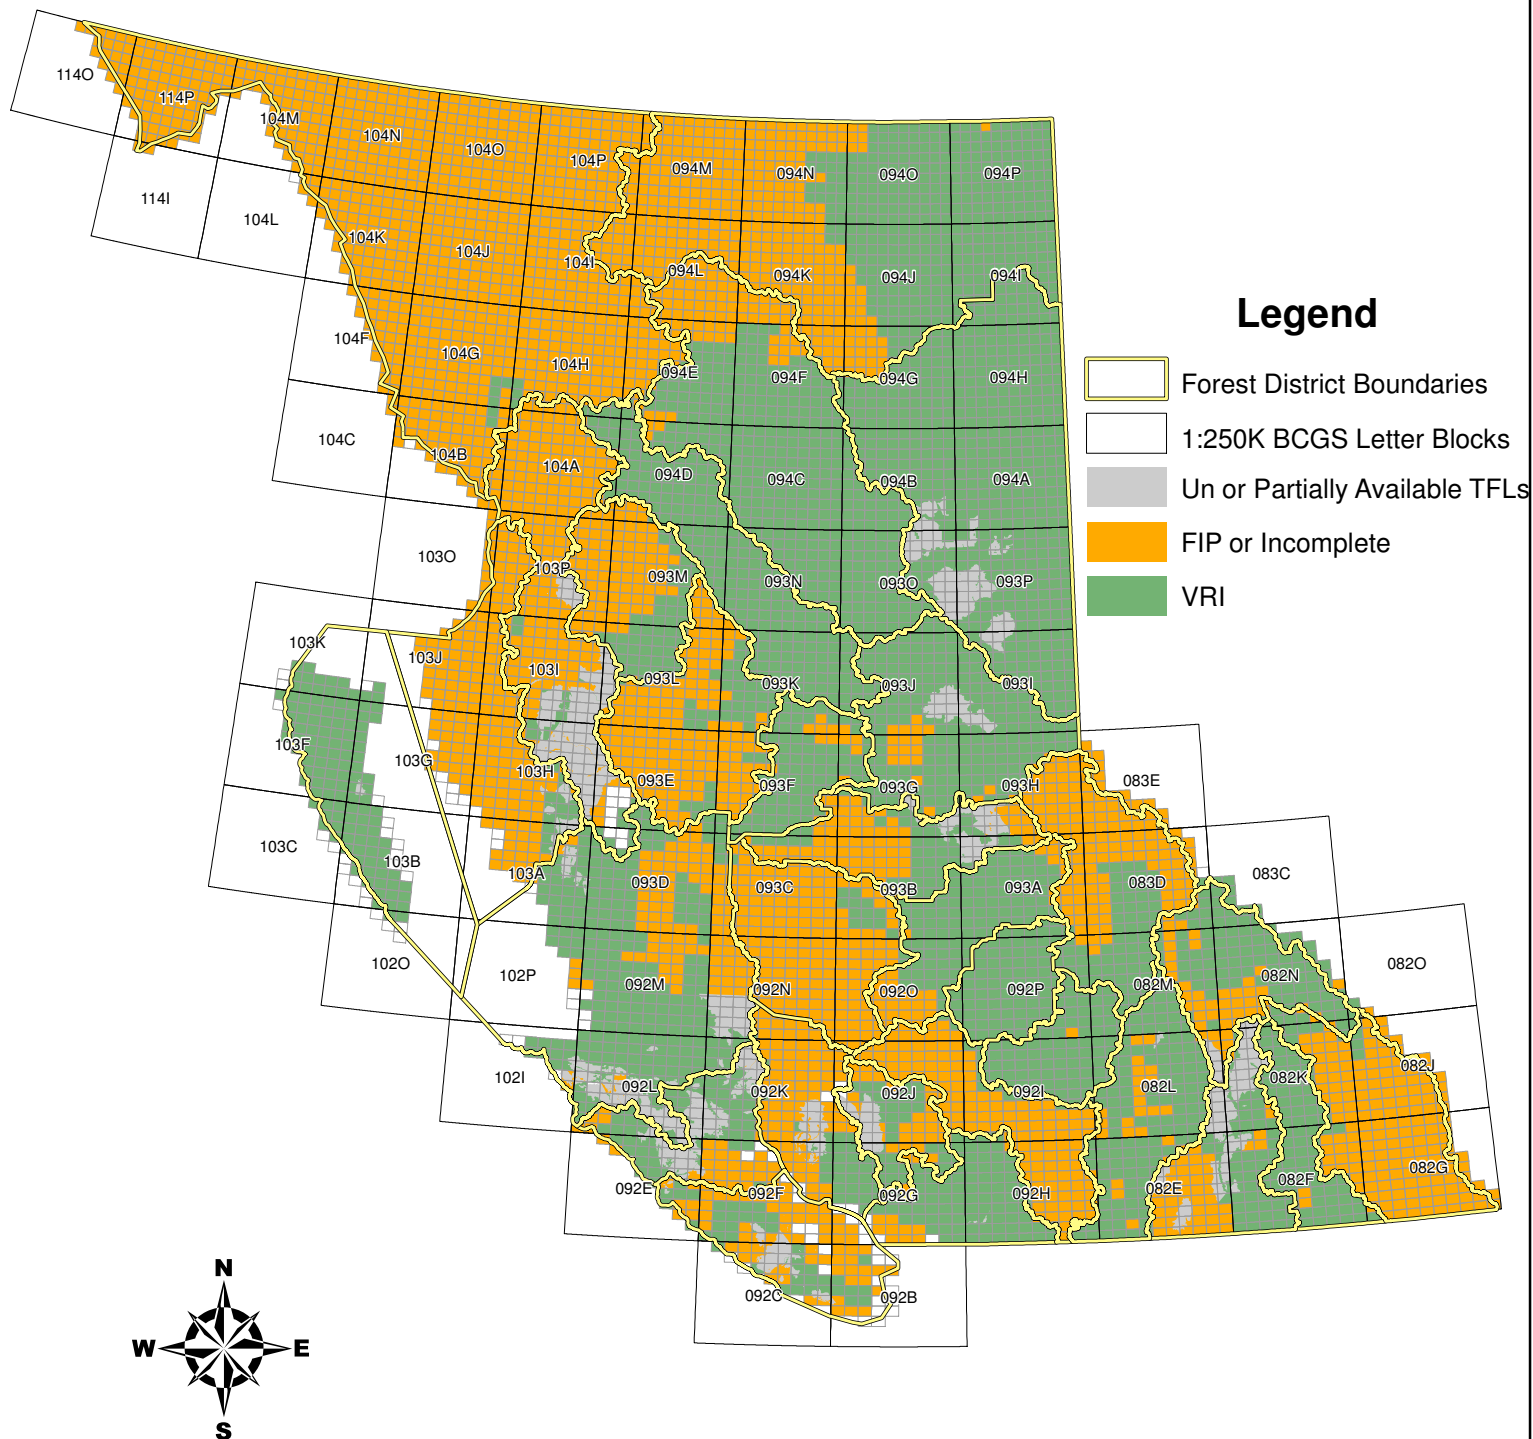 114O
114P
104M
104N
104O
104P
094M
094N
094O
094P
114I
104L
104K
104J
104I
094L
094K
094J
094I
104F
104G
104H
094E
094F
094G
094H
104C
104B
104A
094D
094C
094B
094A
103O
103P
093M
093N
093O
093P
103K
103J
103I
093L
093K
093J
093I
103F
103G
103H
093E
093F
093G
093H
083E
103C
103B
103A
093D
093C
093B
093A
083D
083C
102O
102P
092M
092N
092O
092P
082M
082N
082O
102I
092L
092K
092J
092I
082L
082K
082J
092E
092F
092G
092H
082E
082F
082G
092C
092B
Legend
Forest District Boundaries
1:250K BCGS Letter Blocks
Un or Partially Available TFLs
FIP or Incomplete
VRI
N
W E
S